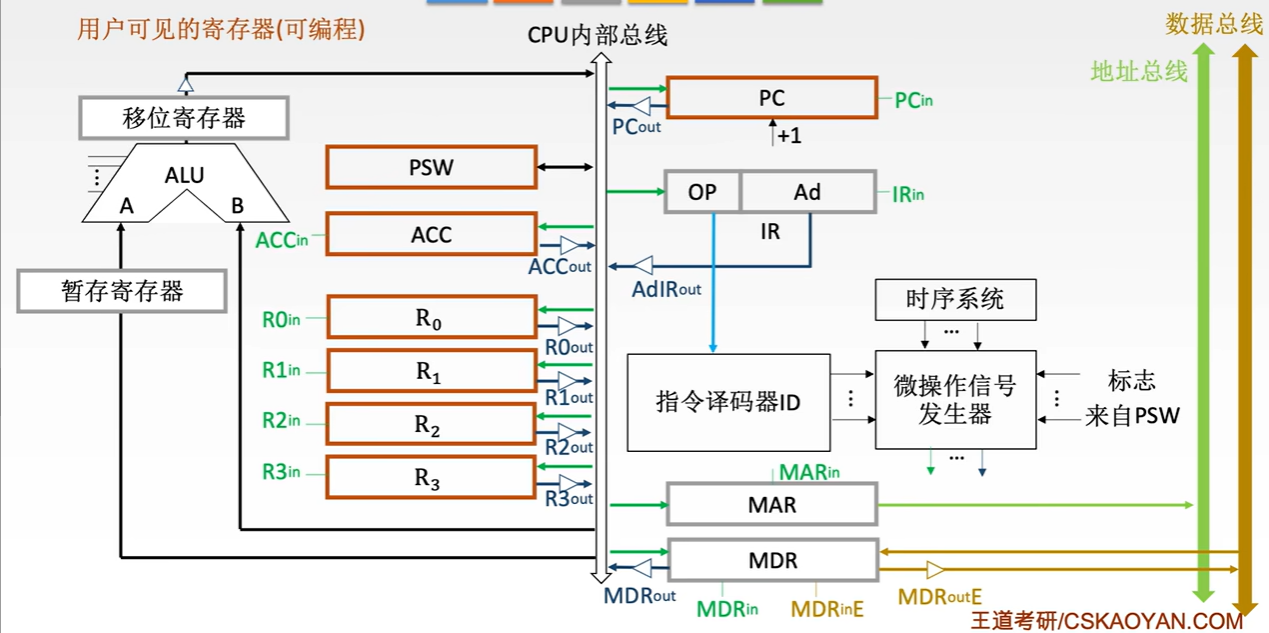 用户可见的寄存器(可编程)
CPU内部总线
数据总线
地址总线
移位寄存器
ALU
A
B
暂存寄存器
PSW
ACCin
ACC
ACCout
R0in
R0
R0out
R1in
R1
R1out
R2in
R2
R2out
R3in
R3
R3out
PC
PCin
PCout
+1
OP
Ad
IRin
IR
AdIRout
时序系统
...
指令译码器ID
微操作信号
发生器
标志
来自PSW
...
MARin
MAR
MDR
MDRout
MDRin
MDRinE
MDRoutE
王道考研/CSKAOYAN.COM